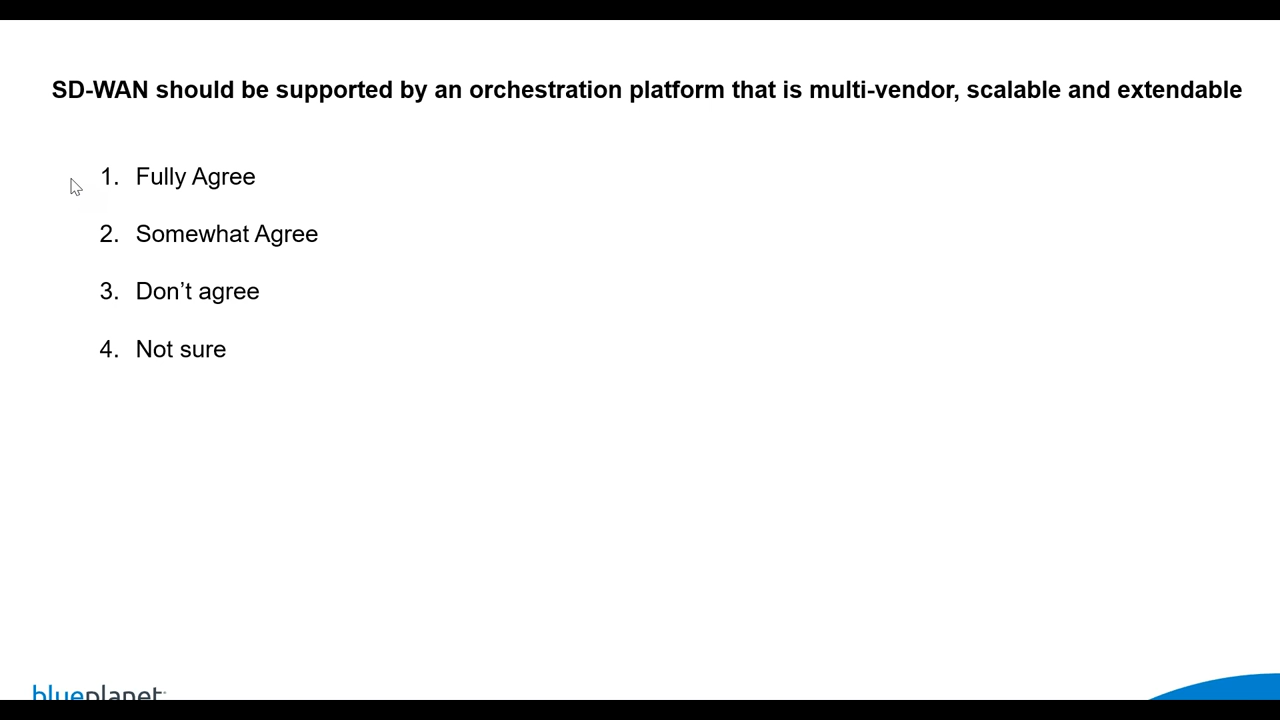 SD-WAN should be supported by an orchestration platform that is multi-vendor, scalable and extendable
1. Fully Agree
2. Somewhat Agree
3. Don’t agree
4. Not sure
blueplanet